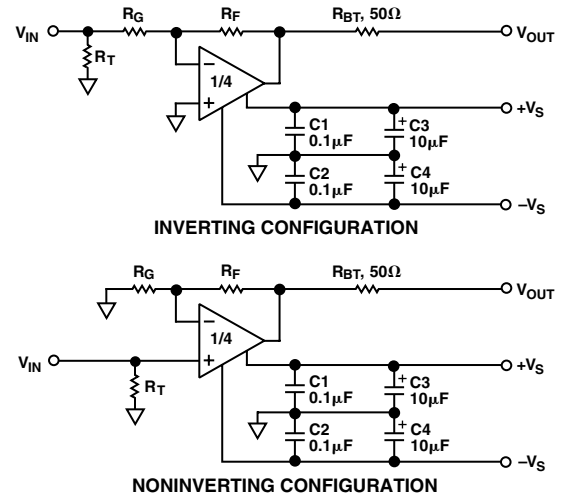 V_IN R_G R_F R_BT, 50Ω V_OUT
R_T
−
1/4
+
+V_S
C1 + C3
0.1μF 10μF
C2 + C4
0.1μF 10μF
−V_S
INVERTING CONFIGURATION
R_G R_F R_BT, 50Ω V_OUT
−
1/4
V_IN +
+V_S
R_T
C1 + C3
0.1μF 10μF
C2 + C4
0.1μF 10μF
−V_S
NONINVERTING CONFIGURATION